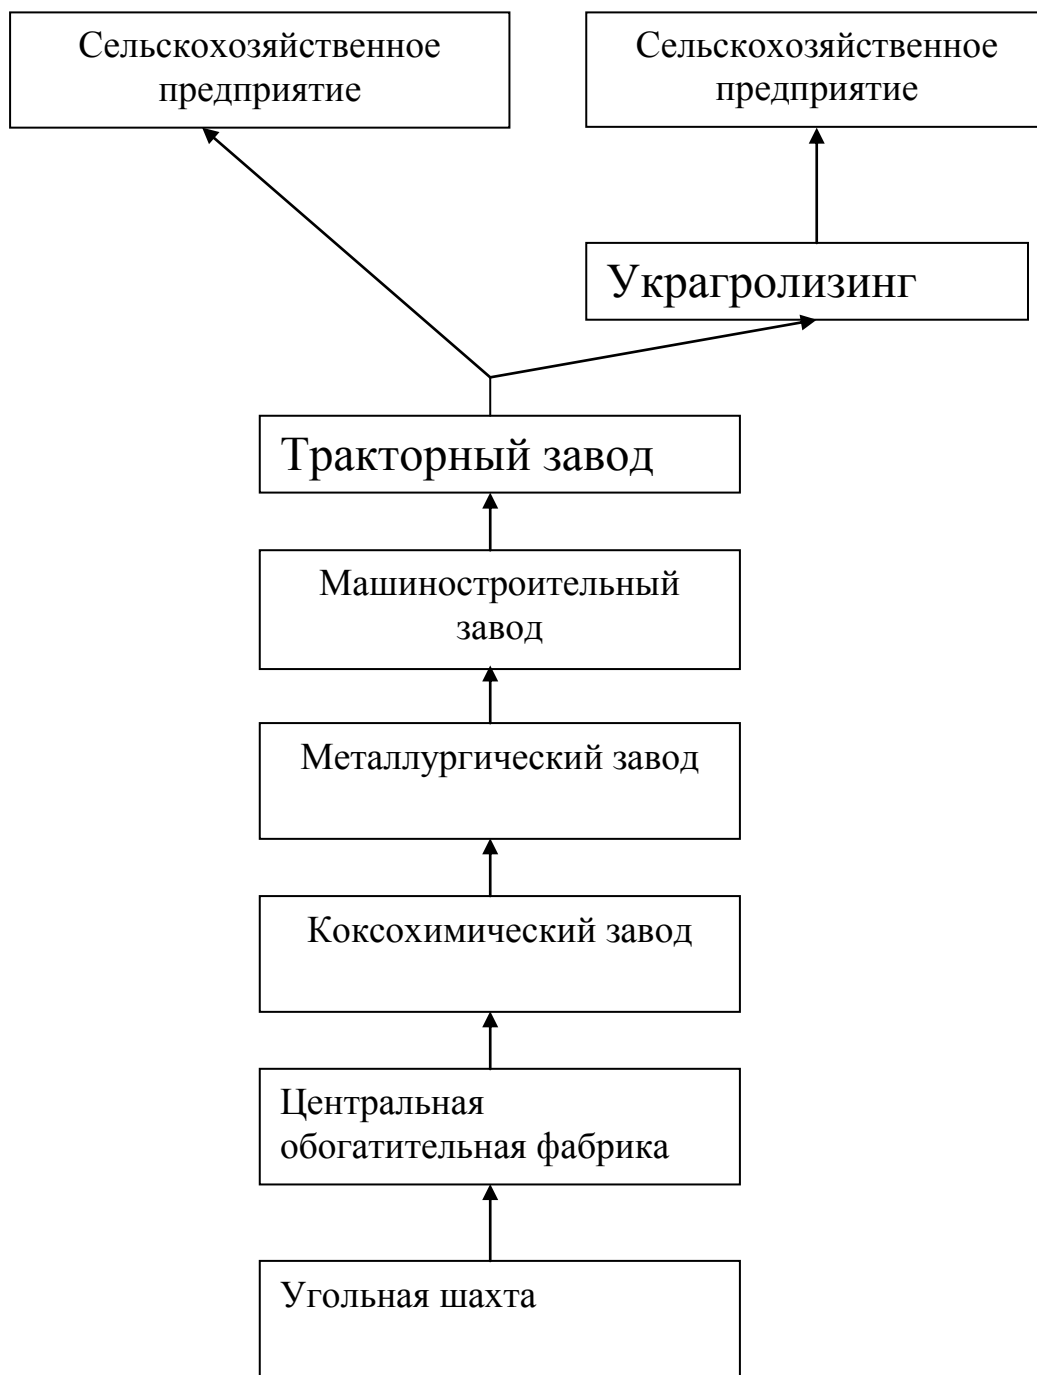 Сельскохозяйственное
предприятие
Сельскохозяйственное
предприятие
Украгролизинг
Тракторный завод
Машиностроительный
завод
Металлургический завод
Коксохимический завод
Центральная
обогатительная фабрика
Угольная шахта